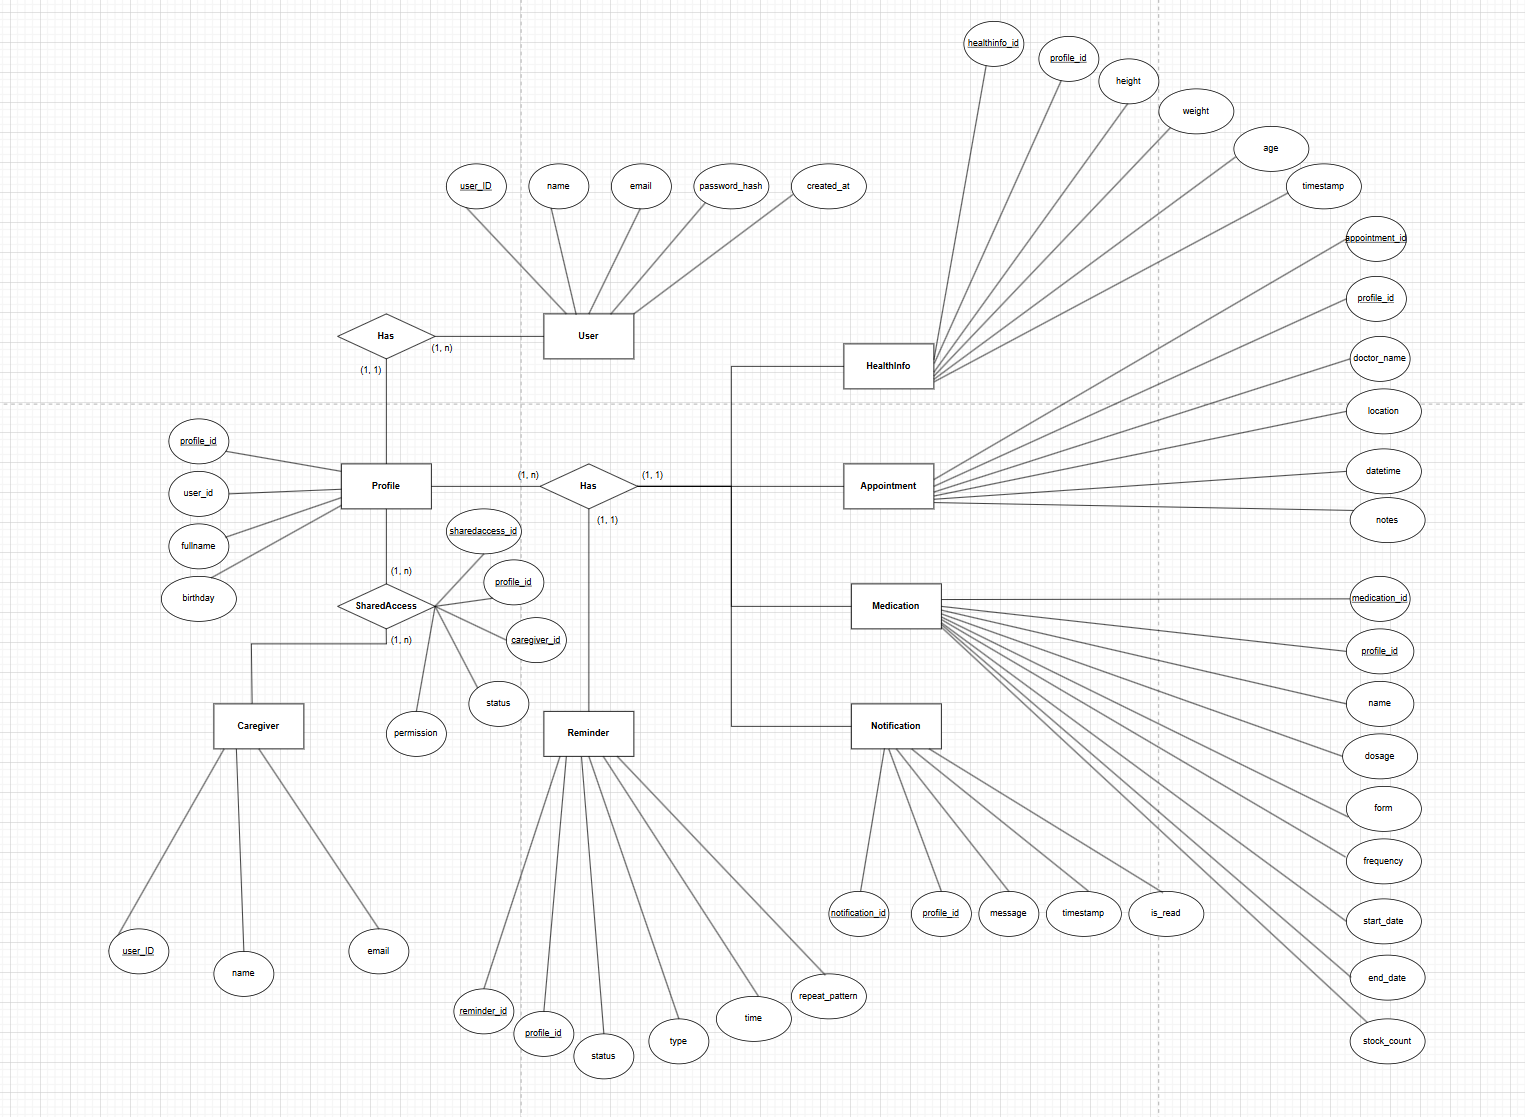 healthinfo_id
profile_id
height
weight
age
timestamp
user_ID
name
email
password_hash
created_at
appointment_id
profile_id
doctor_name
location
datetime
notes
Has
(1, n)
User
(1, 1)
HealthInfo
profile_id
user_id
fullname
birthday
Profile
(1, n)
Has
(1, 1)
(1, 1)
Appointment
sharedaccess_id
profile_id
caregiver_id
status
permission
(1, n)
SharedAccess
(1, n)
Medication
medication_id
profile_id
name
dosage
form
frequency
start_date
end_date
stock_count
Caregiver
Reminder
Notification
notification_id
profile_id
message
timestamp
is_read
user_ID
name
email
reminder_id
profile_id
status
type
time
repeat_pattern